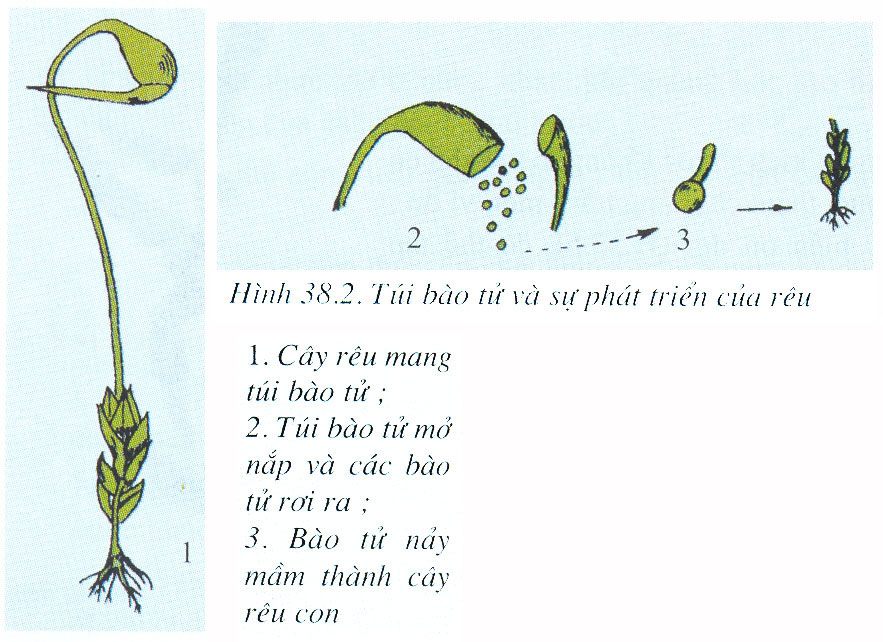 2
3
Hình 38.2. Túi bào tử và sự phát triển của rêu
1. Cây rêu mang
túi bào tử ;
2. Túi bào tử mở
nắp và các bào
tử rơi ra ;
3. Bào tử nảy
mầm thành cây
rêu con
1